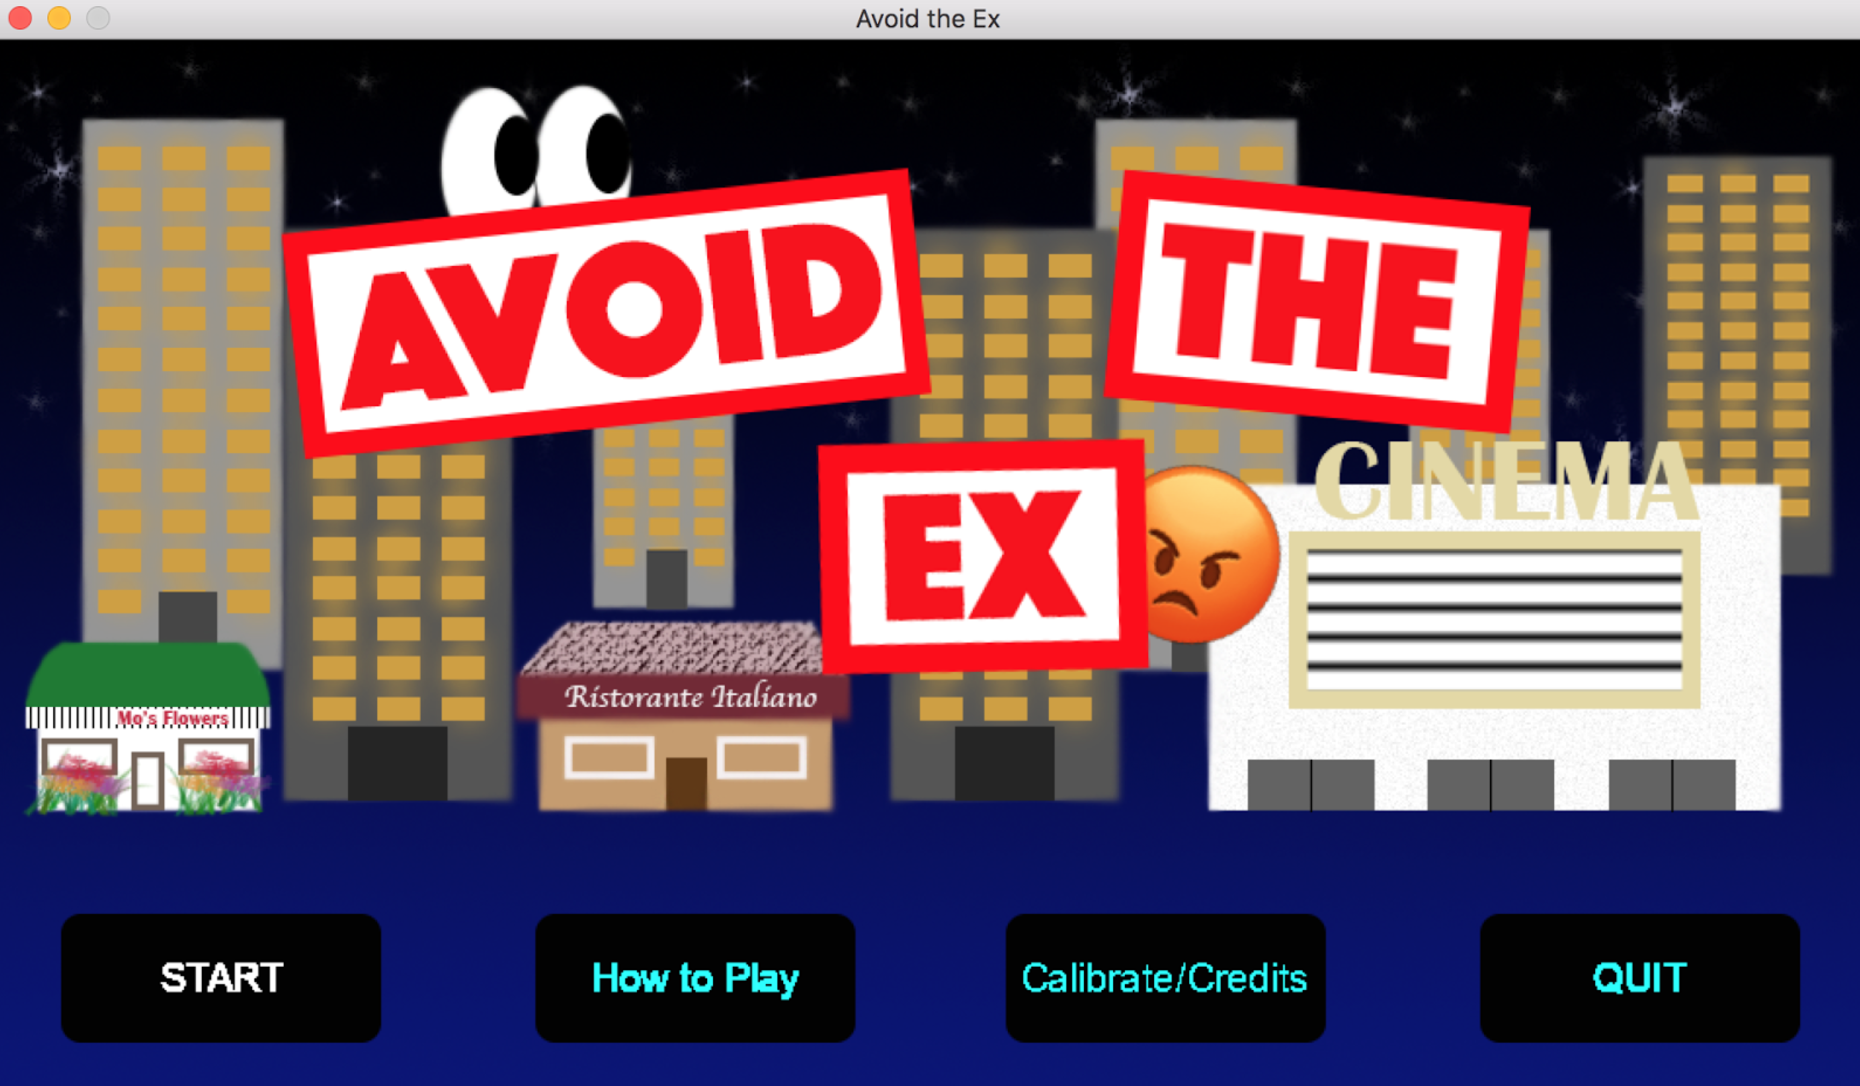 Avoid the Ex
AVOID
THE
EX
CINEMA
Ristorante Italiano
Mo's Flowers
START
How to Play
Calibrate/Credits
QUIT